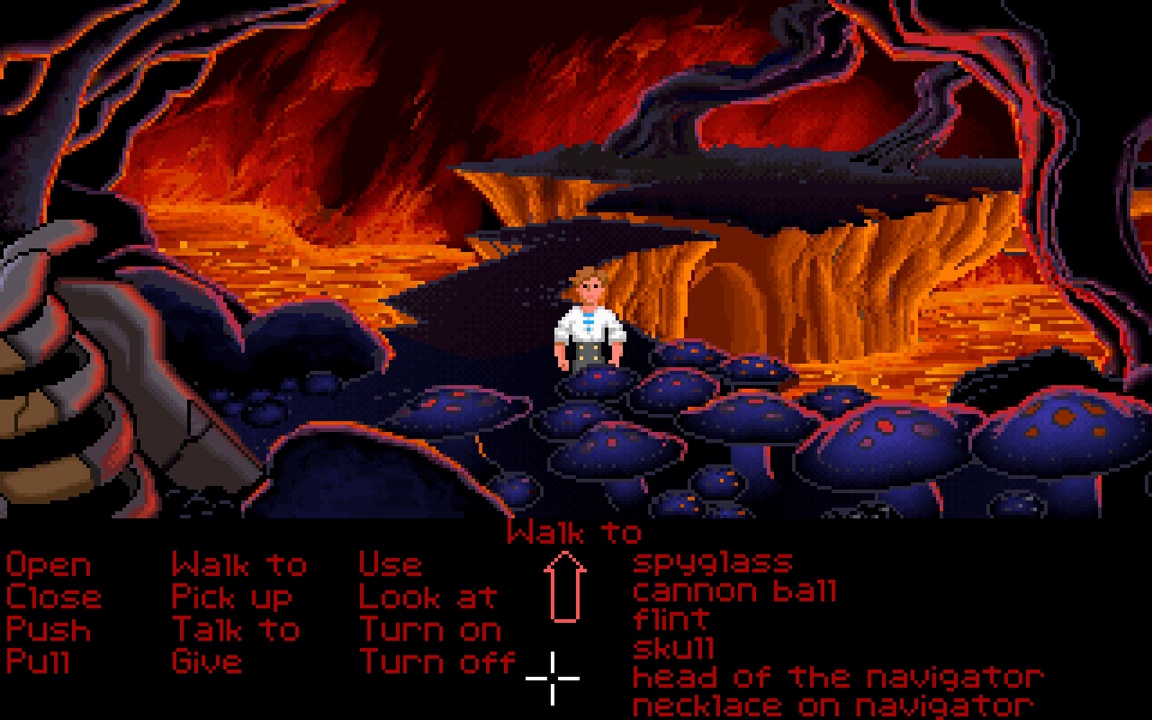 Walk to
Open Walk to Use
Close Pick up Look at
Push Talk to Turn on
Pull Give Turn off
spyglass
cannon ball
flint
skull
head of the navigator
necklace on navigator